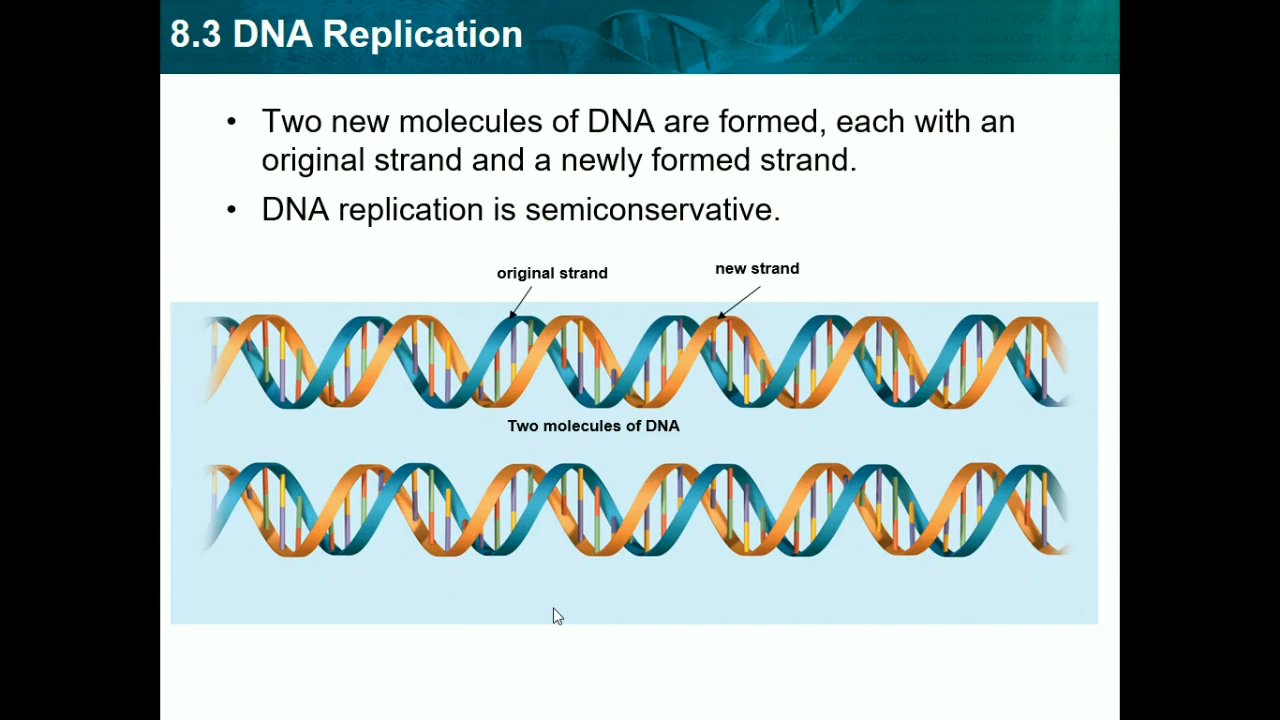 8.3 DNA Replication
• Two new molecules of DNA are formed, each with an
original strand and a newly formed strand.
• DNA replication is semiconservative.
original strand
new strand
Two molecules of DNA